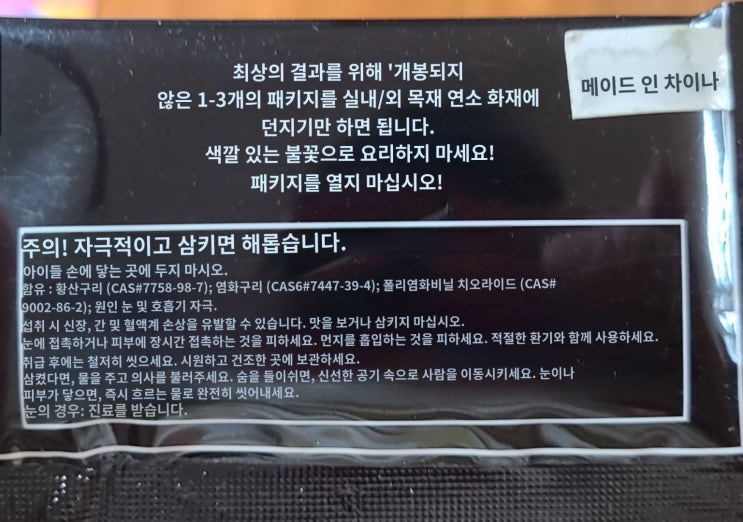 최상의 결과를 위해 '개봉되지
않은 1-3개의 패키지를 실내/외 목재 연소 화재에
던지기만 하면 됩니다.
색깔 있는 불꽃으로 요리하지 마세요!
패키지를 열지 마십시오!
메이드 인 차이나
주의! 자극적이고 삼키면 해롭습니다.
아이들 손에 닿는 곳에 두지 마시오.
함유 : 황산구리 (CAS#7758-98-7); 염화구리 (CAS6#7447-39-4); 폴리염화비닐 치오라이드 (CAS#
9002-86-2); 원인 눈 및 호흡기 자극.
섭취 시 신장, 간 및 혈액계 손상을 유발할 수 있습니다. 맛을 보거나 삼키지 마십시오.
눈에 접촉하거나 피부에 장시간 접촉하는 것을 피하세요. 먼지를 흡입하는 것을 피하세요. 적절한 환기와 함께 사용하세요.
취급 후에는 철저히 씻으세요. 시원하고 건조한 곳에 보관하세요.
삼켰다면, 물을 주고 의사를 불러주세요. 숨을 들이쉬면, 신선한 공기 속으로 사람을 이동시키세요. 눈이나
피부가 닿으면, 즉시 흐르는 물로 완전히 씻어내세요.
눈의 경우: 진료를 받습니다.